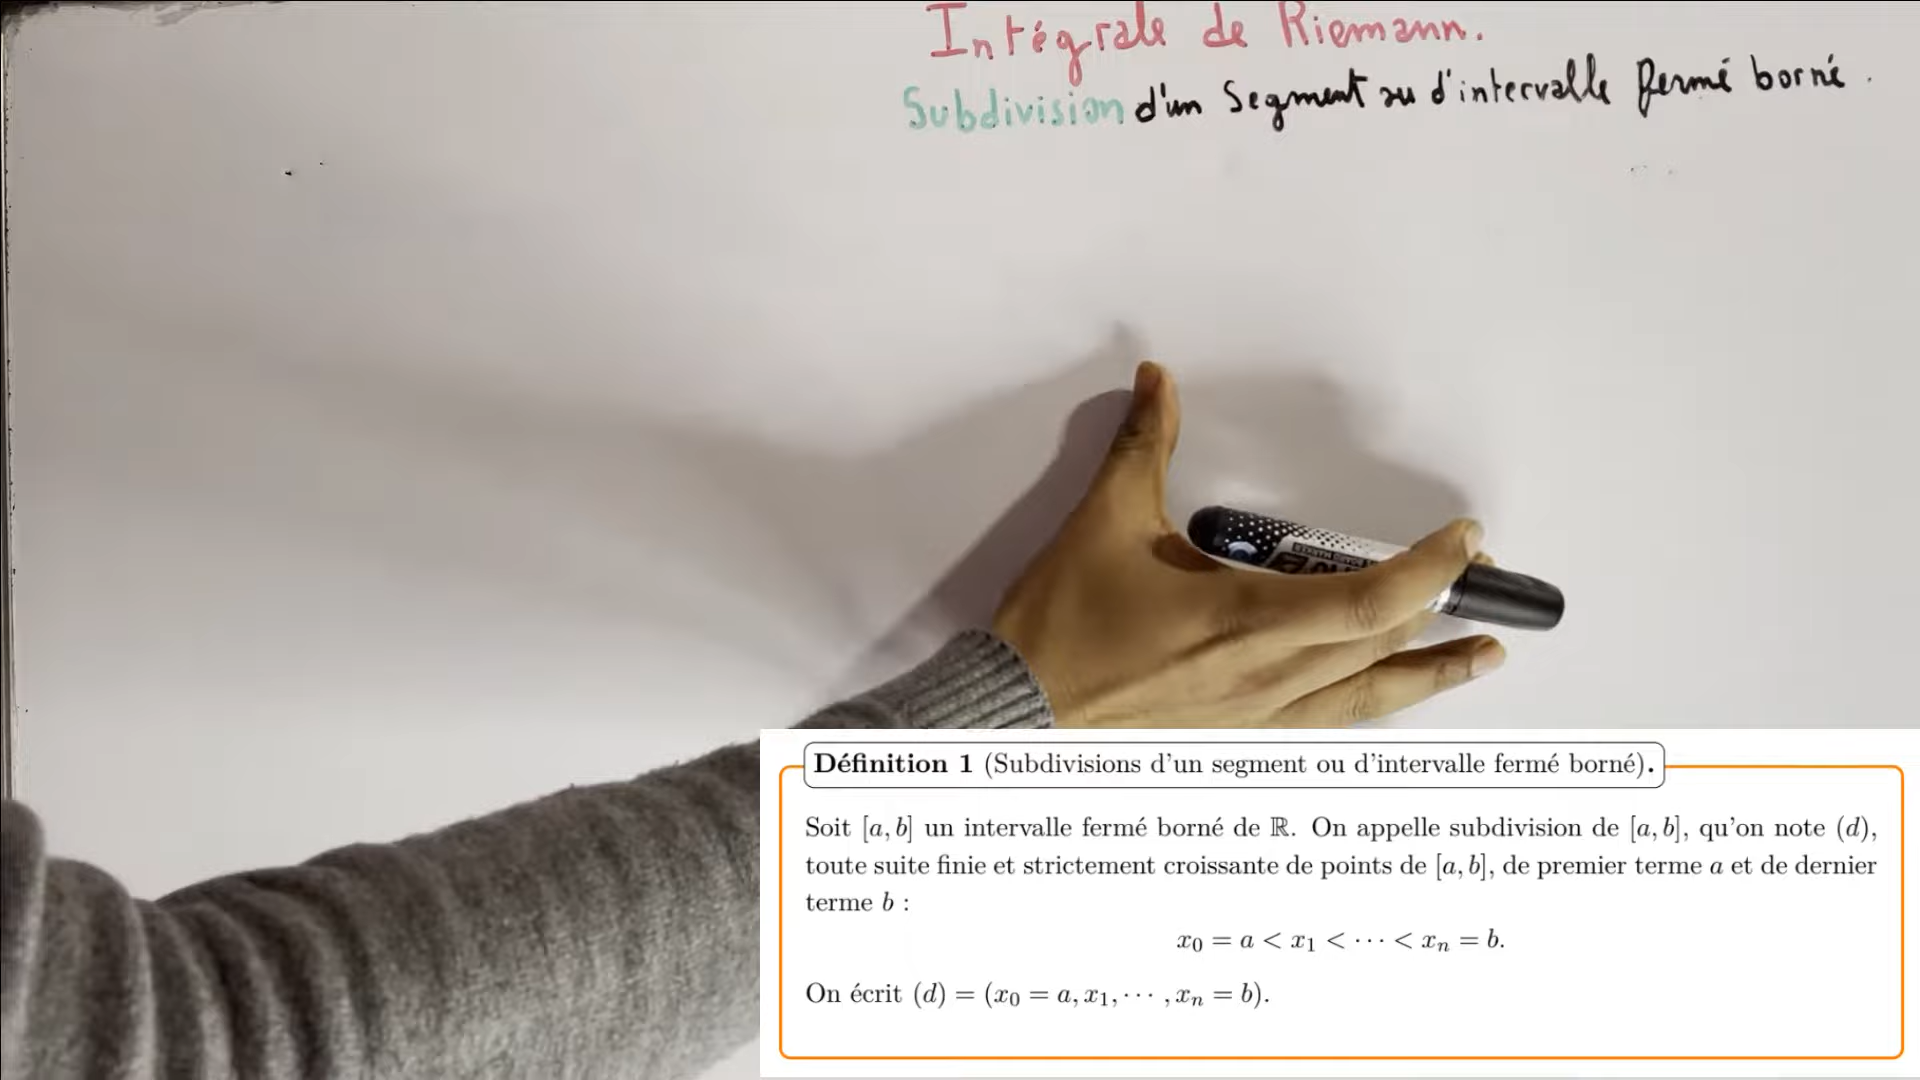 Intégrale de Riemann.
Subdivision d'un Segment ou d'intervalle fermé borné.
Définition 1 (Subdivisions d'un segment ou d'intervalle fermé borné).
Soit [a, b] un intervalle fermé borné de ℝ. On appelle subdivision de [a, b], qu'on note (d),
toute suite finie et strictement croissante de points de [a, b], de premier terme a et de dernier
terme b :
x₀ = a < x₁ < ⋯ < xₙ = b.
On écrit (d) = (x₀ = a, x₁, ⋯ , xₙ = b).